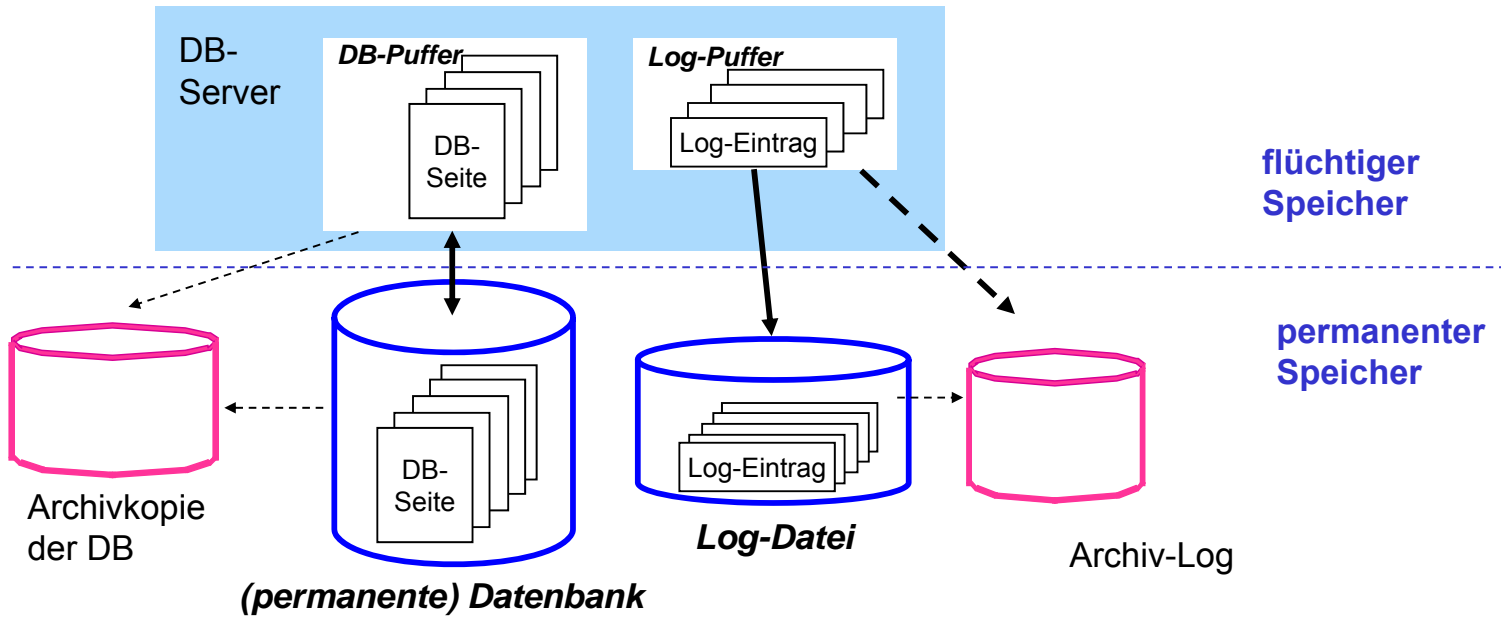 DB-
Server
DB-Puffer
DB-
Seite
Log-Puffer
Log-Eintrag
flüchtiger
Speicher
permanenter
Speicher
Archivkopie
der DB
DB-
Seite
(permanente) Datenbank
Log-Eintrag
Log-Datei
Archiv-Log